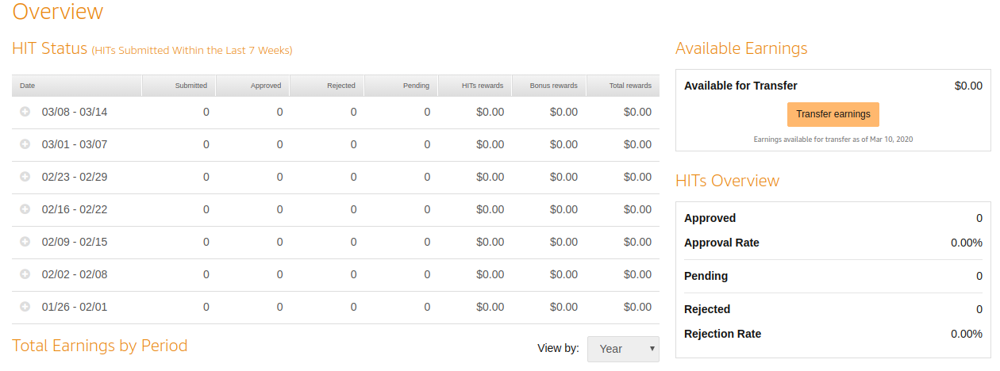 Overview
HIT Status (HITs Submitted Within the Last 7 Weeks)
Date Submitted Approved Rejected Pending HITs rewards Bonus rewards Total rewards
03/08 - 03/14 0 0 0 0 $0.00 $0.00 $0.00
03/01 - 03/07 0 0 0 0 $0.00 $0.00 $0.00
02/23 - 02/29 0 0 0 0 $0.00 $0.00 $0.00
02/16 - 02/22 0 0 0 0 $0.00 $0.00 $0.00
02/09 - 02/15 0 0 0 0 $0.00 $0.00 $0.00
02/02 - 02/08 0 0 0 0 $0.00 $0.00 $0.00
01/26 - 02/01 0 0 0 0 $0.00 $0.00 $0.00
Total Earnings by Period View by: Year
Available Earnings
Available for Transfer $0.00
Transfer earnings
Earnings available for transfer as of Mar 10, 2020
HITs Overview
Approved 0
Approval Rate 0.00%
Pending 0
Rejected 0
Rejection Rate 0.00%